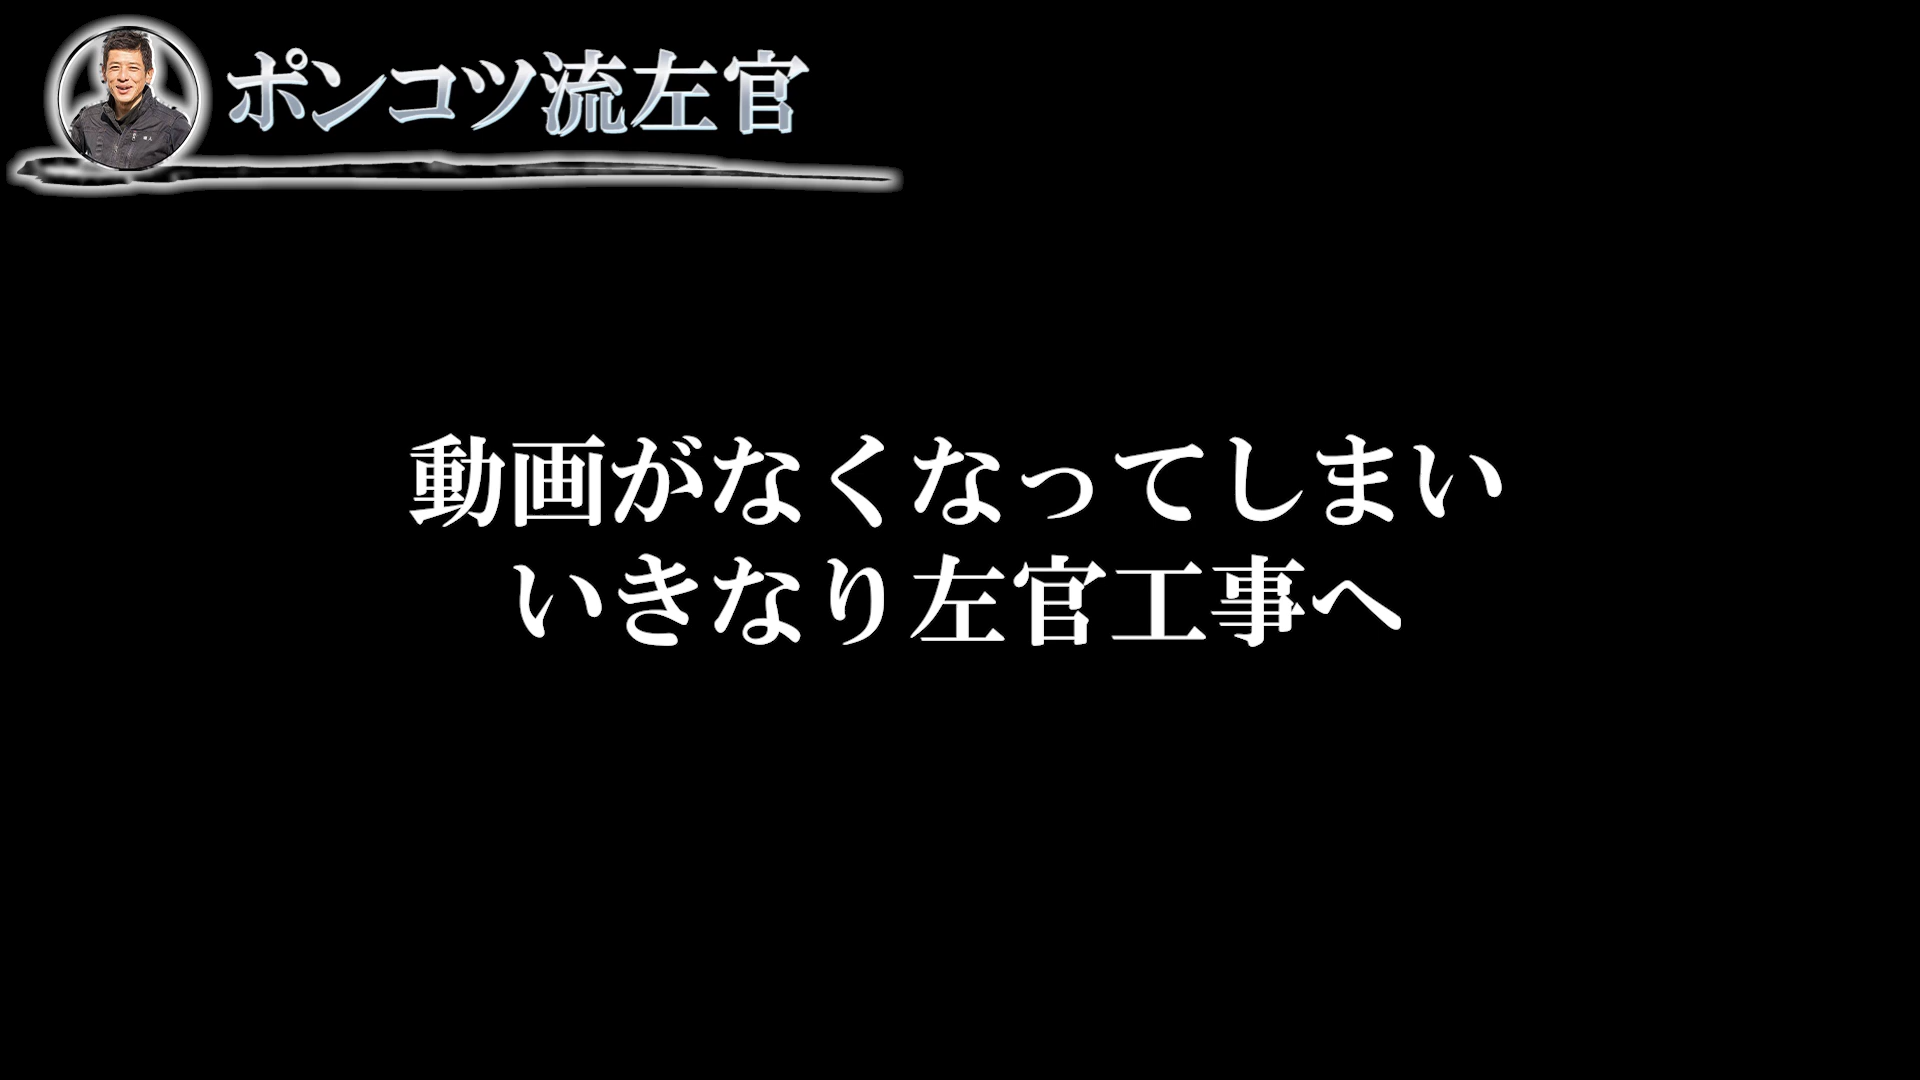 ポンコツ流左官
動画がなくなってしまい
いきなり左官工事へ